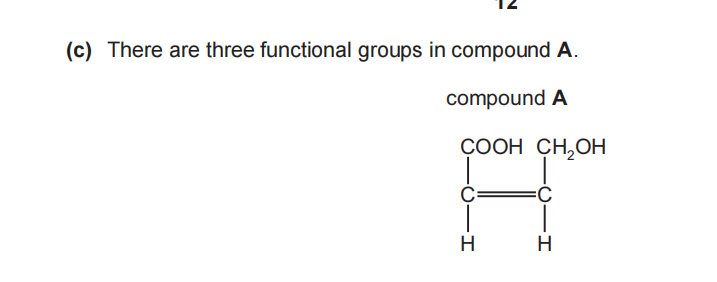 12
(c) There are three functional groups in compound A.
compound A
COOH CH₂OH
C C
H H